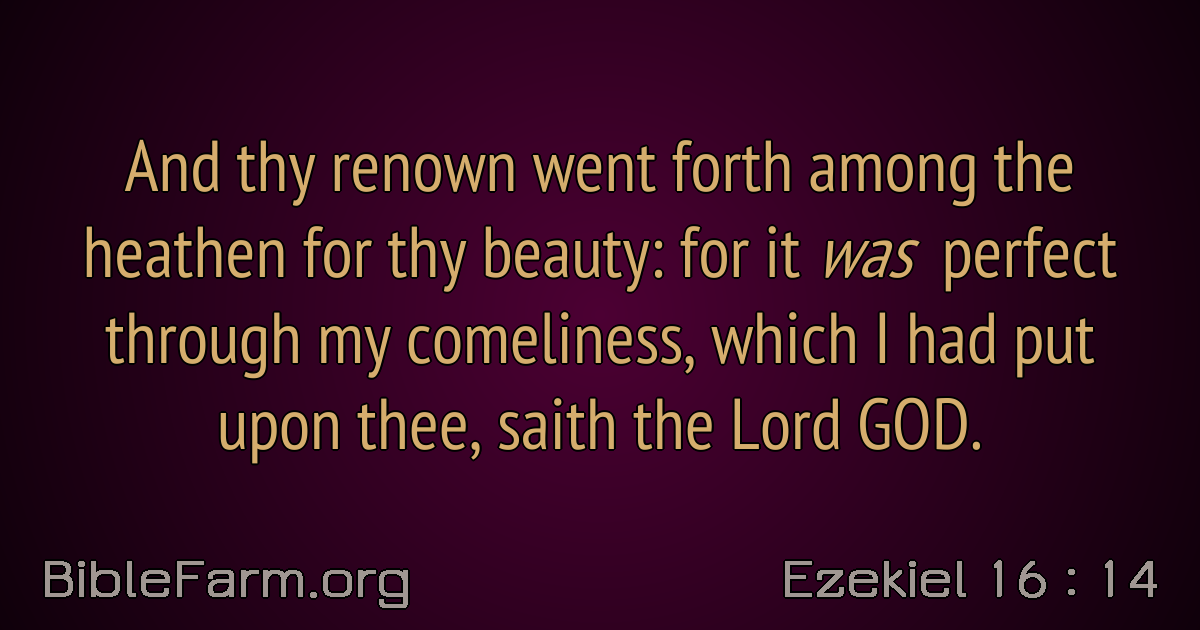 And thy renown went forth among the
heathen for thy beauty: for it was perfect
through my comeliness, which I had put
upon thee, saith the Lord GOD.
BibleFarm.org
Ezekiel 16 : 14